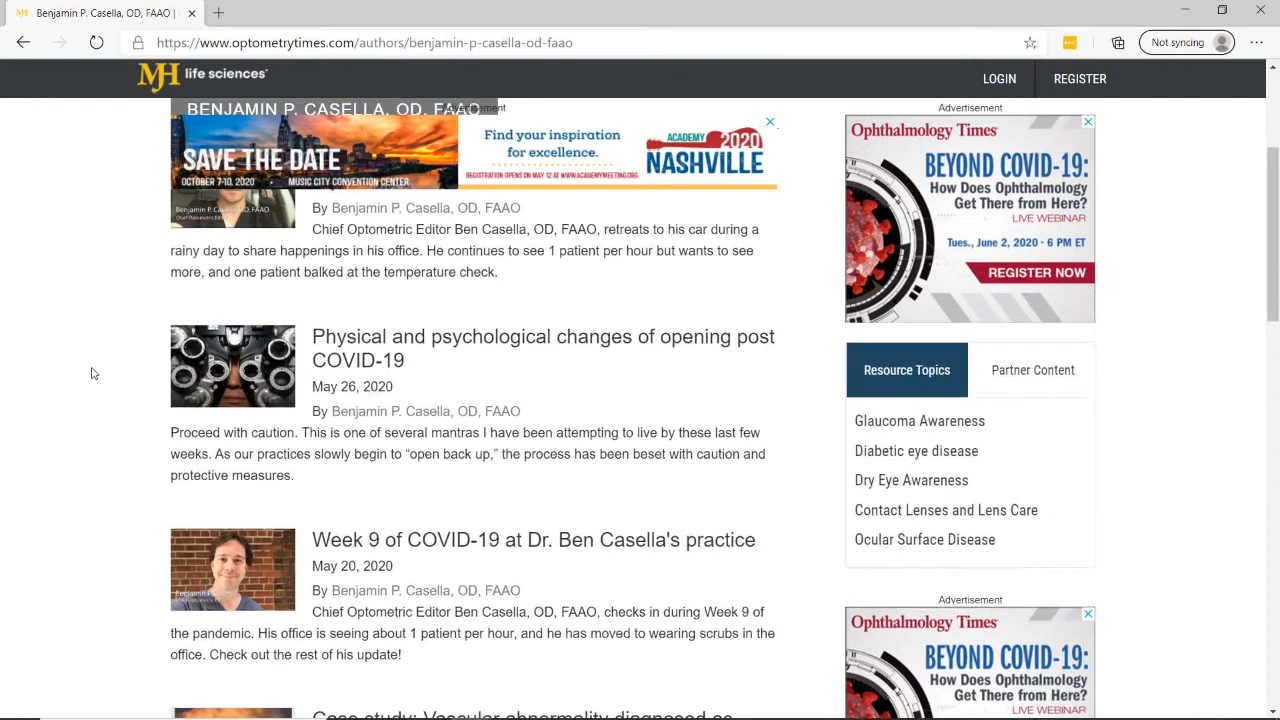 Benjamin P. Casella, OD, FAAO |
https://www.optometrytimes.com/authors/benjamin-p-casella-od-faao
Not syncing
MJH life sciences
LOGIN
REGISTER
BENJAMIN P. CASELLA, OD, FAAO
Advertisement
SAVE THE DATE
OCTOBER 7-10, 2020 • MUSIC CITY CONVENTION CENTER
Find your inspiration
for excellence.
REGISTRATION OPENS ON MAY 12 AT WWW.ACADEMYMEETING.ORG.
ACADEMY 2020
NASHVILLE
Benjamin P. Casella, OD, FAAO
By Benjamin P. Casella, OD, FAAO
Chief Optometric Editor Ben Casella, OD, FAAO, retreats to his car during a
rainy day to share happenings in his office. He continues to see 1 patient per hour but wants to see
more, and one patient balked at the temperature check.
Physical and psychological changes of opening post
COVID-19
May 26, 2020
By Benjamin P. Casella, OD, FAAO
Proceed with caution. This is one of several mantras I have been attempting to live by these last few
weeks. As our practices slowly begin to “open back up,” the process has been beset with caution and
protective measures.
Week 9 of COVID-19 at Dr. Ben Casella's practice
May 20, 2020
By Benjamin P. Casella, OD, FAAO
Chief Optometric Editor Ben Casella, OD, FAAO, checks in during Week 9 of
the pandemic. His office is seeing about 1 patient per hour, and he has moved to wearing scrubs in the
office. Check out the rest of his update!
Case study: Vascular abnormality diagnosed as
Advertisement
Ophthalmology Times
BEYOND COVID-19:
How Does Ophthalmology
Get There from Here?
LIVE WEBINAR
Tues., June 2, 2020 · 6 PM ET
REGISTER NOW
Resource Topics
Partner Content
Glaucoma Awareness
Diabetic eye disease
Dry Eye Awareness
Contact Lenses and Lens Care
Ocular Surface Disease
Advertisement
Ophthalmology Times
BEYOND COVID-19:
How Does Ophthalmology
Get There from Here?
LIVE WEBINAR